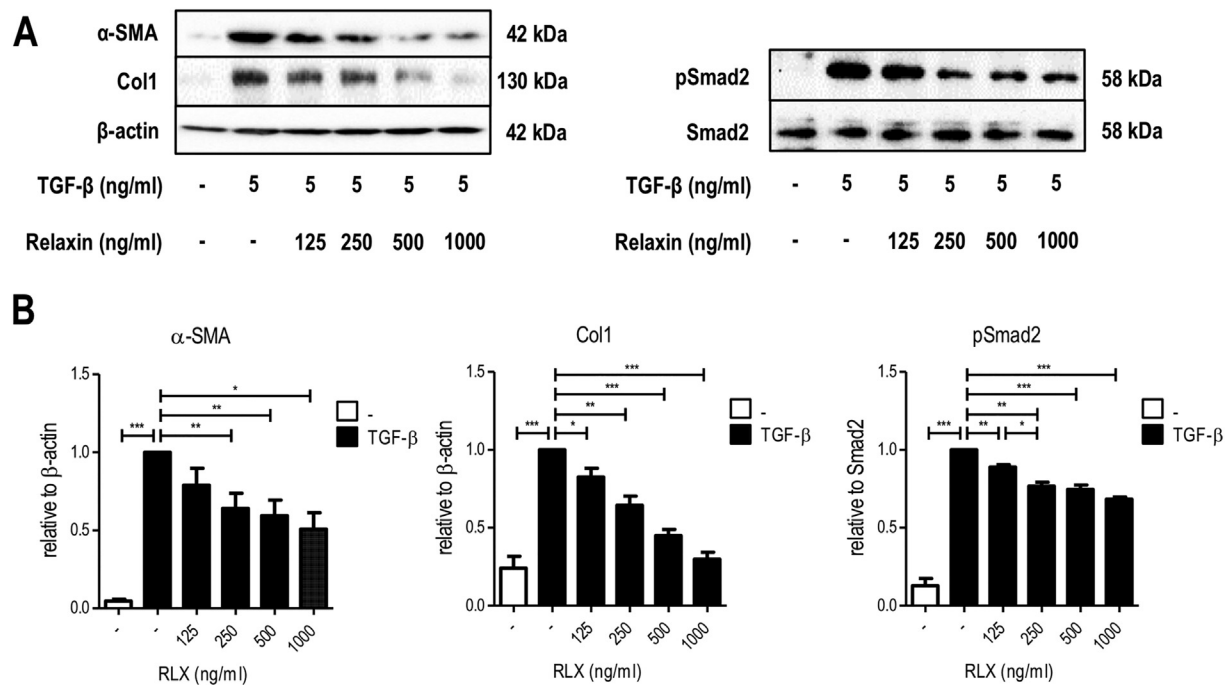 A
α-SMA 42 kDa
Col1 130 kDa
β-actin 42 kDa
TGF-β (ng/ml) - 5 5 5 5 5
Relaxin (ng/ml) - - 125 250 500 1000
pSmad2 58 kDa
Smad2 58 kDa
TGF-β (ng/ml) - 5 5 5 5 5
Relaxin (ng/ml) - - 125 250 500 1000
B
α-SMA
relative to β-actin
1.5
1.0
0.5
0.0
*
**
*** **
-
TGF-β
- - 125 250 500 1000
RLX (ng/ml)
Col1
relative to β-actin
1.5
1.0
0.5
0.0
***
***
**
*** *
-
TGF-β
- - 125 250 500 1000
RLX (ng/ml)
pSmad2
relative to Smad2
1.5
1.0
0.5
0.0
***
***
**
*** ** *
-
TGF-β
- - 125 250 500 1000
RLX (ng/ml)